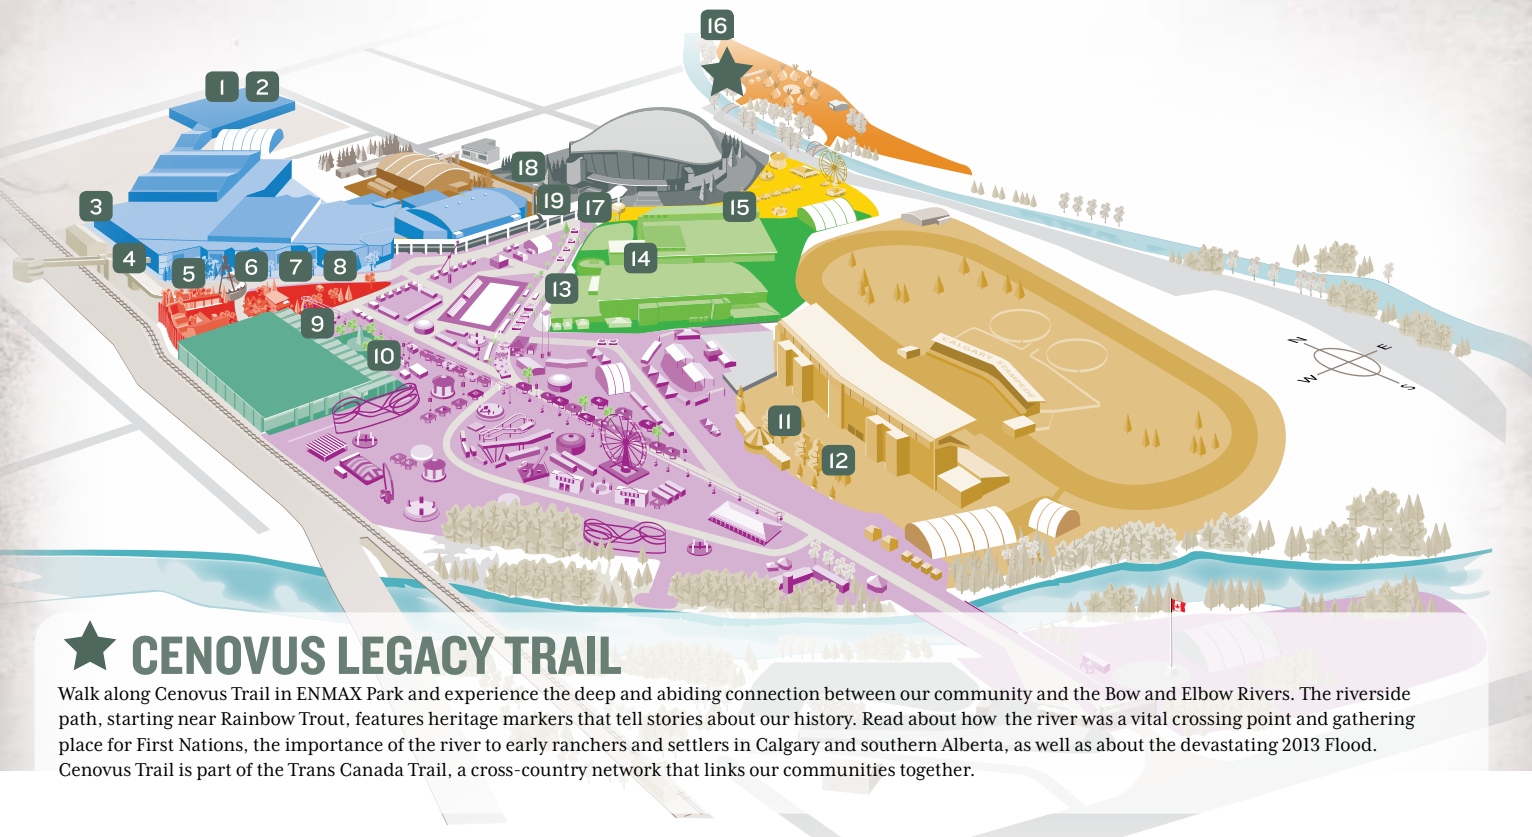 16
1 2
18
3
19 17 15
4
5 6 7 8
14
13
9
10
N E
W S
CALGARY STAMPEDE
11
12
CENOVUS LEGACY TRAIL
Walk along Cenovus Trail in ENMAX Park and experience the deep and abiding connection between our community and the Bow and Elbow Rivers. The riverside
path, starting near Rainbow Trout, features heritage markers that tell stories about our history. Read about how the river was a vital crossing point and gathering
place for First Nations, the importance of the river to early ranchers and settlers in Calgary and southern Alberta, as well as about the devastating 2013 Flood.
Cenovus Trail is part of the Trans Canada Trail, a cross-country network that links our communities together.